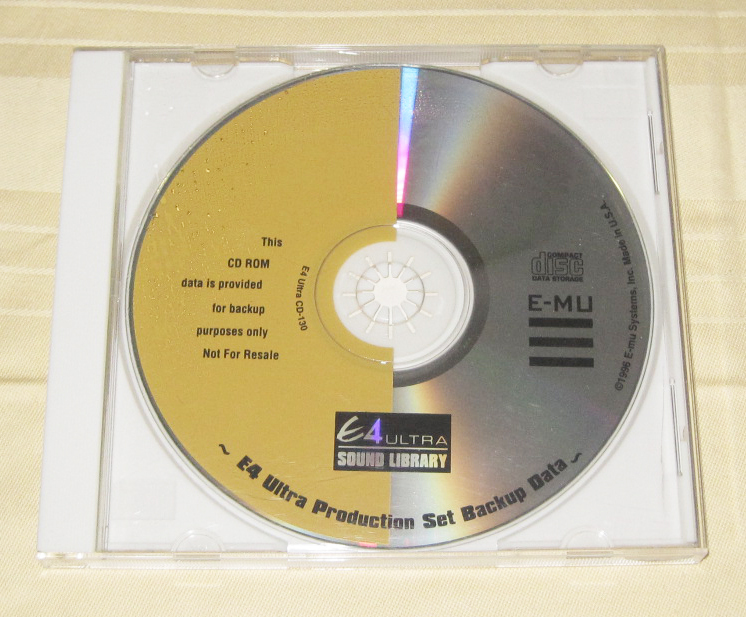 This
CD ROM
data is provided
for backup
purposes only
Not For Resale
E4 Ultra CD-130
COMPACT
disc
DATA STORAGE
E-MU
©1996 E-mu Systems, Inc. Made in U.S.A.
E4 ULTRA
SOUND LIBRARY
~ E4 Ultra Production Set Backup Data ~